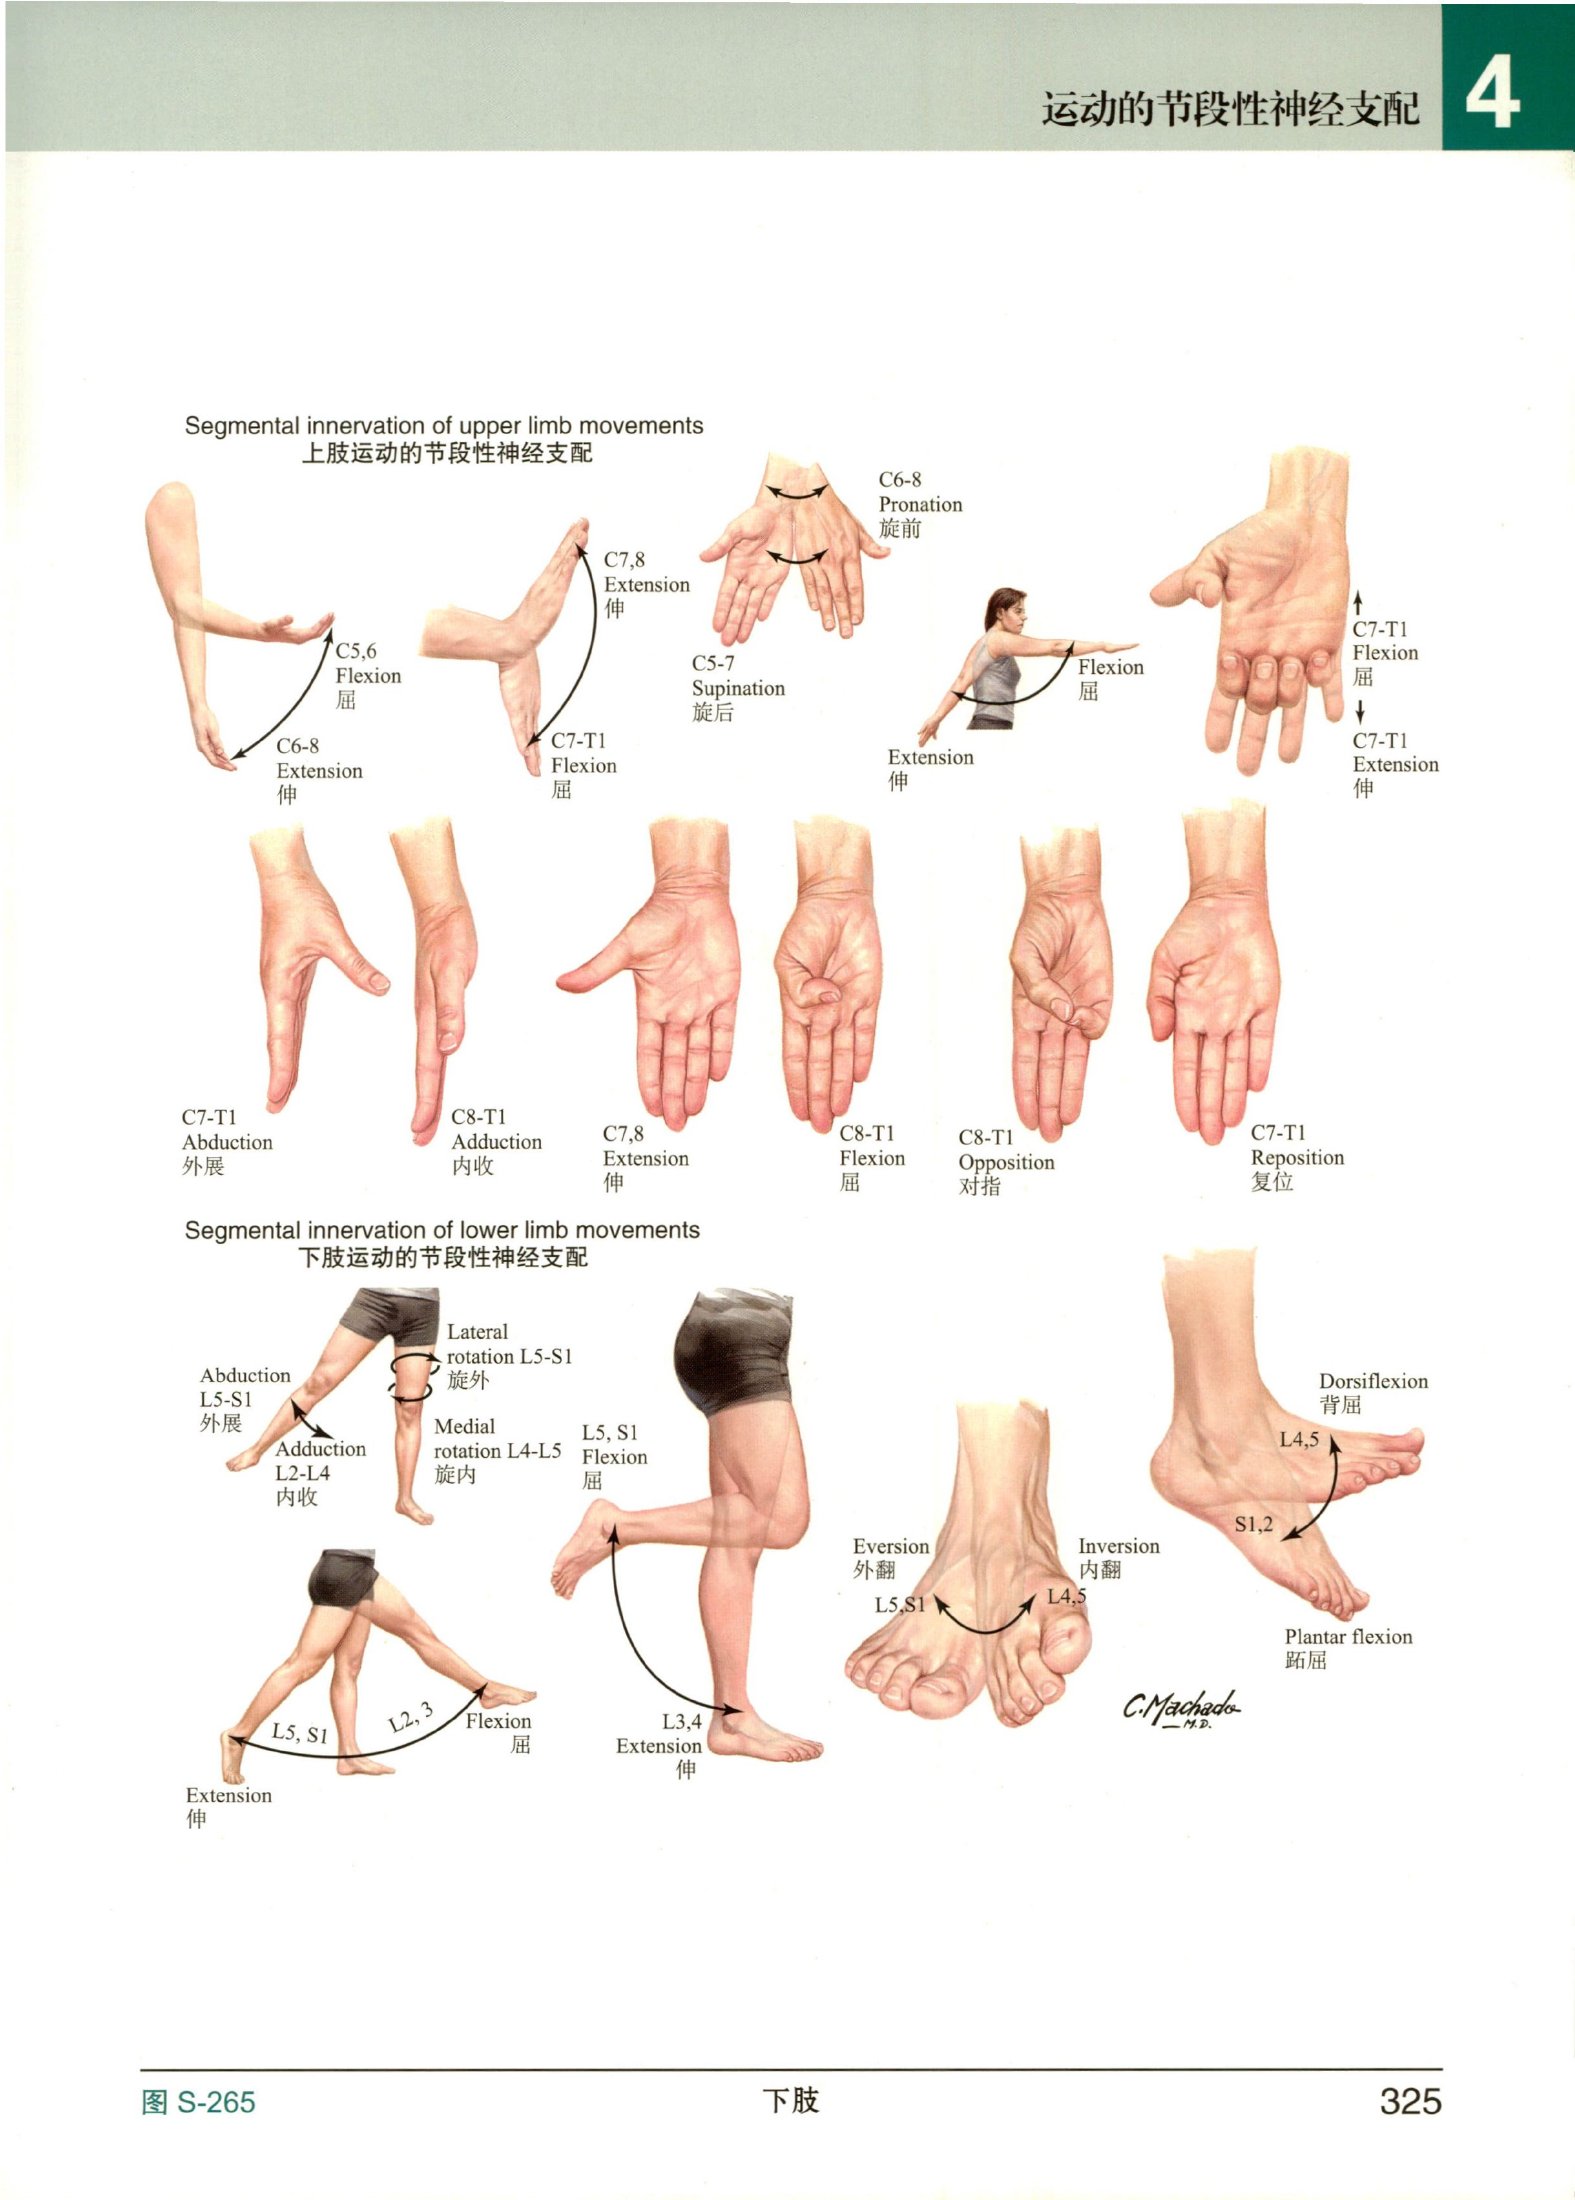 运动的节段性神经支配
4
Segmental innervation of upper limb movements
上肢运动的节段性神经支配
C5,6
Flexion
屈
C6-8
Extension
伸
C7,8
Extension
伸
C7-T1
Flexion
屈
C6-8
Pronation
旋前
C5-7
Supination
旋后
Flexion
屈
Extension
伸
C7-T1
Flexion
屈
C7-T1
Extension
伸
C7-T1
Abduction
外展
C8-T1
Adduction
内收
C7,8
Extension
伸
C8-T1
Flexion
屈
C8-T1
Opposition
对指
C7-T1
Reposition
复位
Segmental innervation of lower limb movements
下肢运动的节段性神经支配
Abduction
L5-S1
外展
Adduction
L2-L4
内收
Lateral
rotation L5-S1
旋外
Medial
rotation L4-L5
旋内
L5, S1
Flexion
屈
L3,4
Extension
伸
Eversion
外翻
L5,S1
Inversion
内翻
L4,5
Dorsiflexion
背屈
L4,5
S1,2
Plantar flexion
跖屈
L5, S1
L2, 3
Flexion
屈
Extension
伸
C.Machado
M.D.
图 S-265
下肢
325